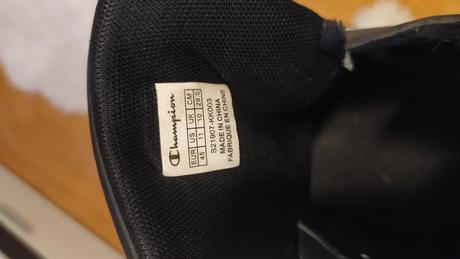 Champion
EUR US UK CM
45 11 10 29.0
S21907-KK003
MADE IN CHINA
FABRIQUE EN CHINE